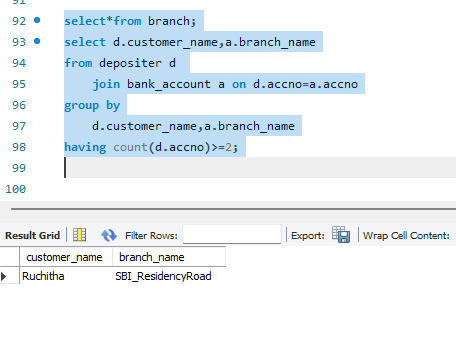 91
92 select*from branch;
93 select d.customer_name,a.branch_name
94 from depositer d
95 join bank_account a on d.accno=a.accno
96 group by
97 d.customer_name,a.branch_name
98 having count(d.accno)>=2;
99
100
Result Grid Filter Rows: Export: Wrap Cell Content:
customer_name branch_name
Ruchitha SBI_ResidencyRoad